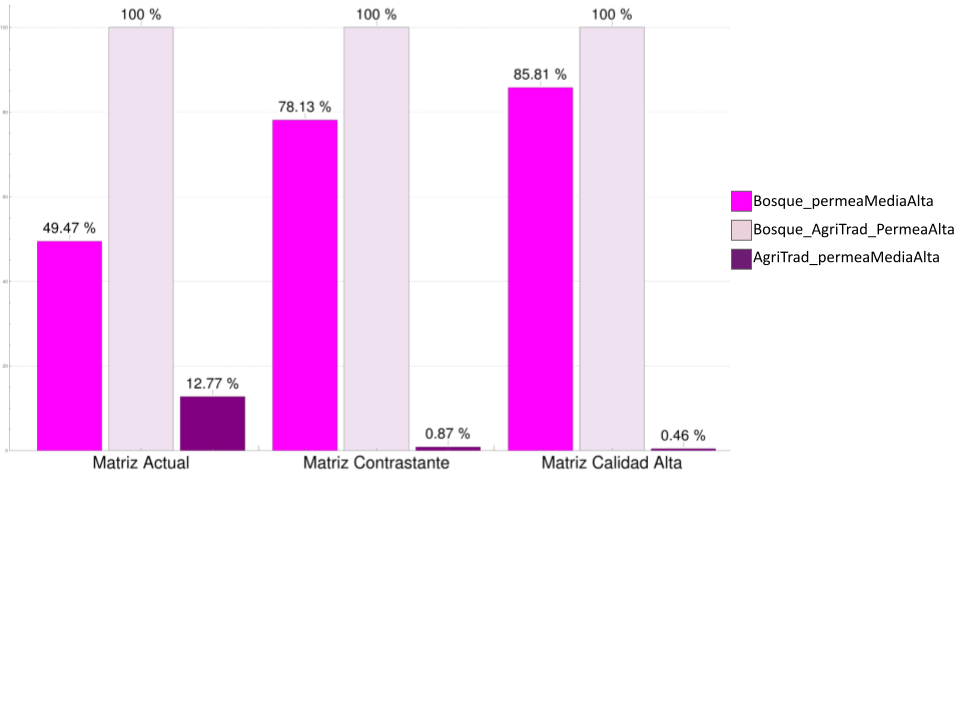 100 %
100 %
100 %
85.81 %
78.13 %
49.47 %
12.77 %
0.87 %
0.46 %
Matriz Actual
Matriz Contrastante
Matriz Calidad Alta
Bosque_permeaMediaAlta
Bosque_AgriTrad_PermeaAlta
AgriTrad_permeaMediaAlta